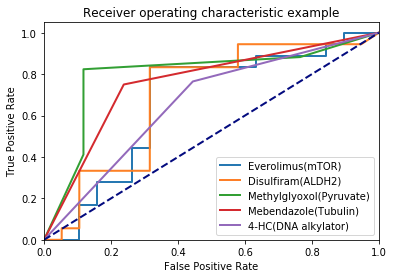 Receiver operating characteristic example
True Positive Rate
1.0
0.8
0.6
0.4
0.2
0.0
Everolimus(mTOR)
Disulfiram(ALDH2)
Methylglyoxol(Pyruvate)
Mebendazole(Tubulin)
4-HC(DNA alkylator)
0.0 0.2 0.4 0.6 0.8 1.0
False Positive Rate